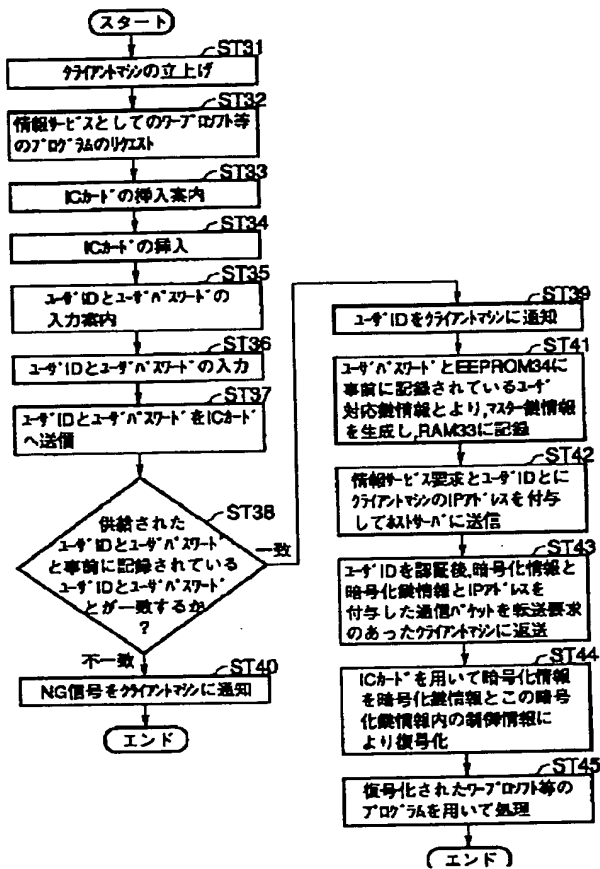 スタート
ST31
クライアントマシンの立上げ
ST32
情報サービスとしてのワープロソフト等
のプログラムのリクエスト
ST33
ICカードの挿入案内
ST34
ICカードの挿入
ST35
ユーザIDとユーザパスワードの
入力案内
ST36
ユーザIDとユーザパスワードの入力
ST37
ユーザIDとユーザパスワードをICカード
へ送信
ST38
供給された
ユーザIDとユーザパスワード
と事前に記録されている
ユーザIDとユーザパスワード
とが一致するか
?
一致
不一致
ST40
NG信号をクライアントマシンに通知
エンド
ST39
ユーザIDをクライアントマシンに通知
ST41
ユーザパスワードとEEPROM34に
事前に記録されているユーザ
対応鍵情報とより,マスター鍵情報
を生成し,RAM33に記録
ST42
情報サービス要求とユーザIDとに
クライアントマシンのIPアドレスを付与
してホストサーバに送信
ST43
ユーザIDを認証後,暗号化情報と
暗号化鍵情報とIPアドレスを
付与した通信パケットを転送要求
のあったクライアントマシンに返送
ST44
ICカードを用いて暗号化情報
を暗号化鍵情報とこの暗号
化鍵情報内の制御情報に
より復号化
ST45
復号化されたワープロソフト等の
プログラムを用いて処理
エンド